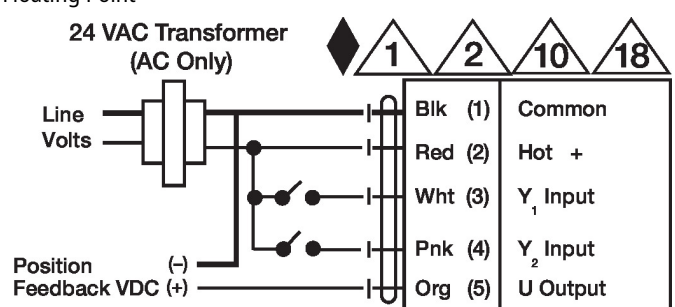 Floating Point
24 VAC Transformer
(AC Only)
1 2 10 18
Line
Volts
Blk (1) Common
Red (2) Hot +
Wht (3) Y1 Input
Pnk (4) Y2 Input
Position (-)
Feedback VDC (+)
Org (5) U Output